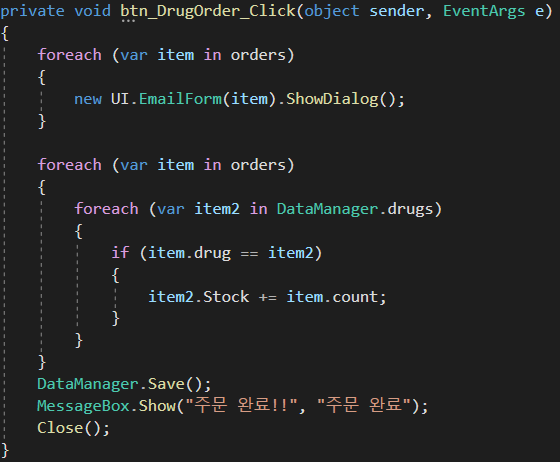 private void btn_DrugOrder_Click(object sender, EventArgs e)
{
    foreach (var item in orders)
    {
        new UI.EmailForm(item).ShowDialog();
    }

    foreach (var item in orders)
    {
        foreach (var item2 in DataManager.drugs)
        {
            if (item.drug == item2)
            {
                item2.Stock += item.count;
            }
        }
    }
    DataManager.Save();
    MessageBox.Show("주문 완료!!", "주문 완료");
    Close();
}